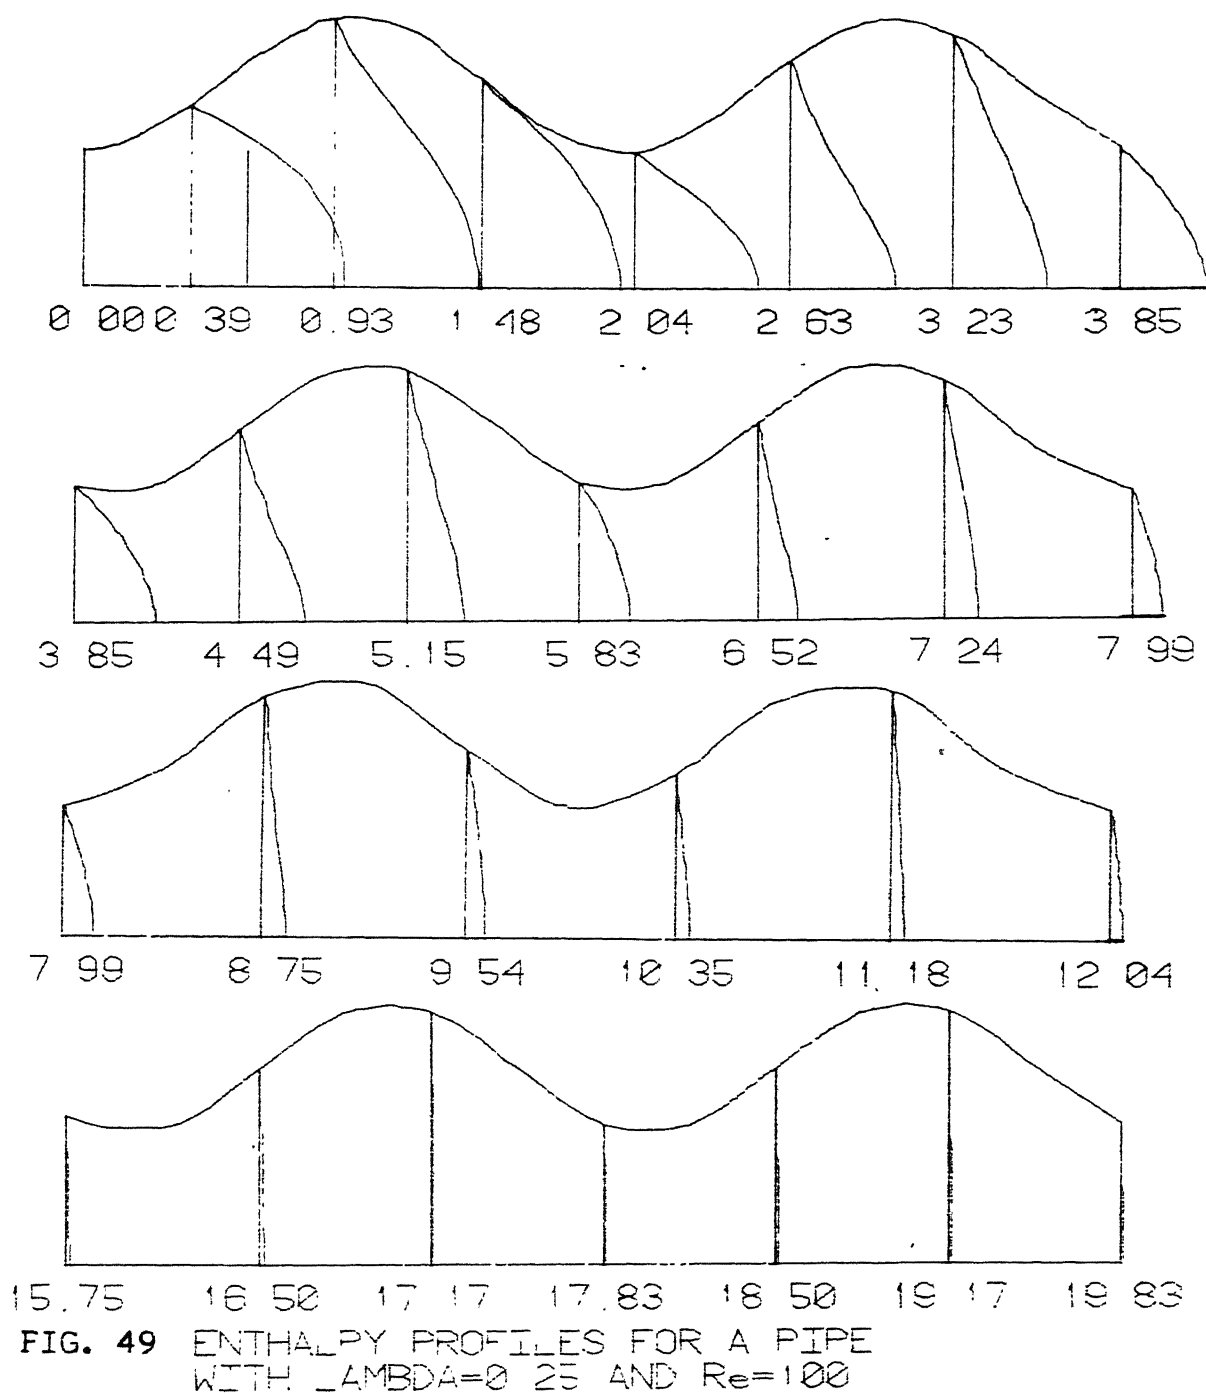 0 00 0 39 0.93 1 48 2 04 2 63 3 23 3 85
3 85 4 49 5.15 5 83 6 52 7 24 7 99
7 99 8 75 9 54 10 35 11.18 12 04
15.75 16 50 17 17 17.83 18 50 19 17 19 83
FIG. 49 ENTHALPY PROFILES FOR A PIPE
WITH LAMBDA=0 25 AND Re=100